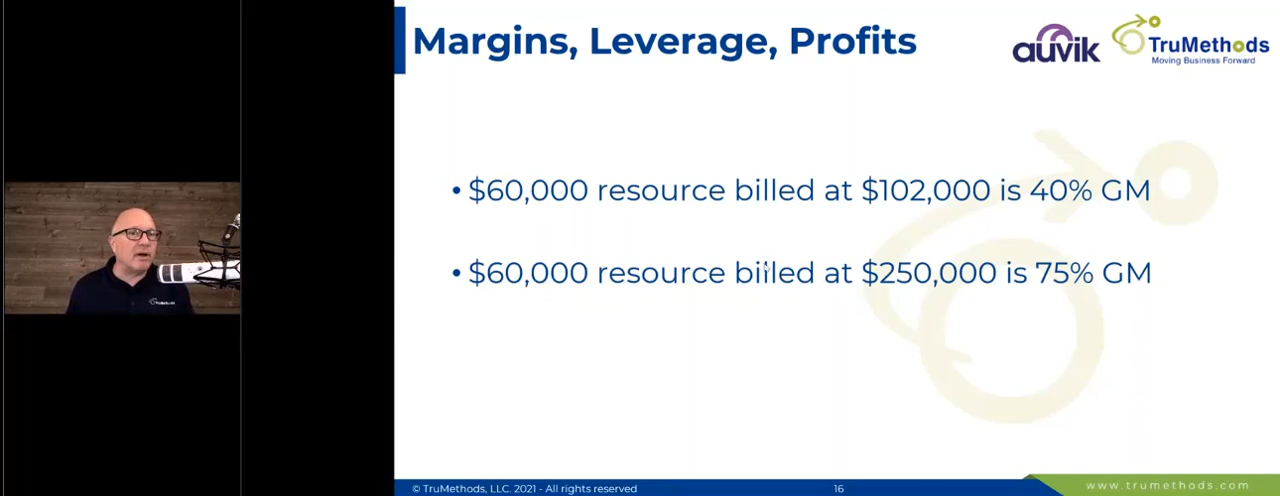 Margins, Leverage, Profits
auvik
TruMethods
Moving Business Forward
• $60,000 resource billed at $102,000 is 40% GM
• $60,000 resource billed at $250,000 is 75% GM
© TruMethods, LLC. 2021 - All rights reserved
16
www.trumethods.com